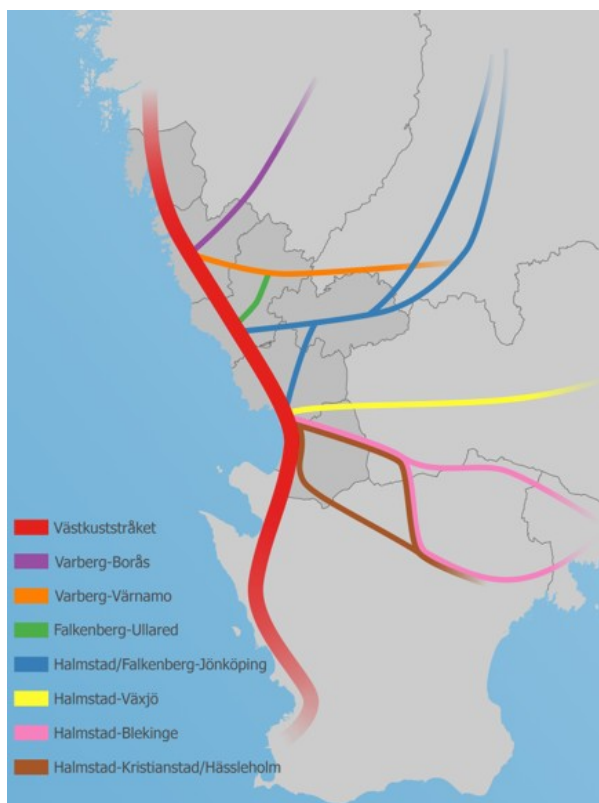 Västkuststråket
Varberg-Borås
Varberg-Värnamo
Falkenberg-Ullared
Halmstad/Falkenberg-Jönköping
Halmstad-Växjö
Halmstad-Blekinge
Halmstad-Kristianstad/Hässleholm